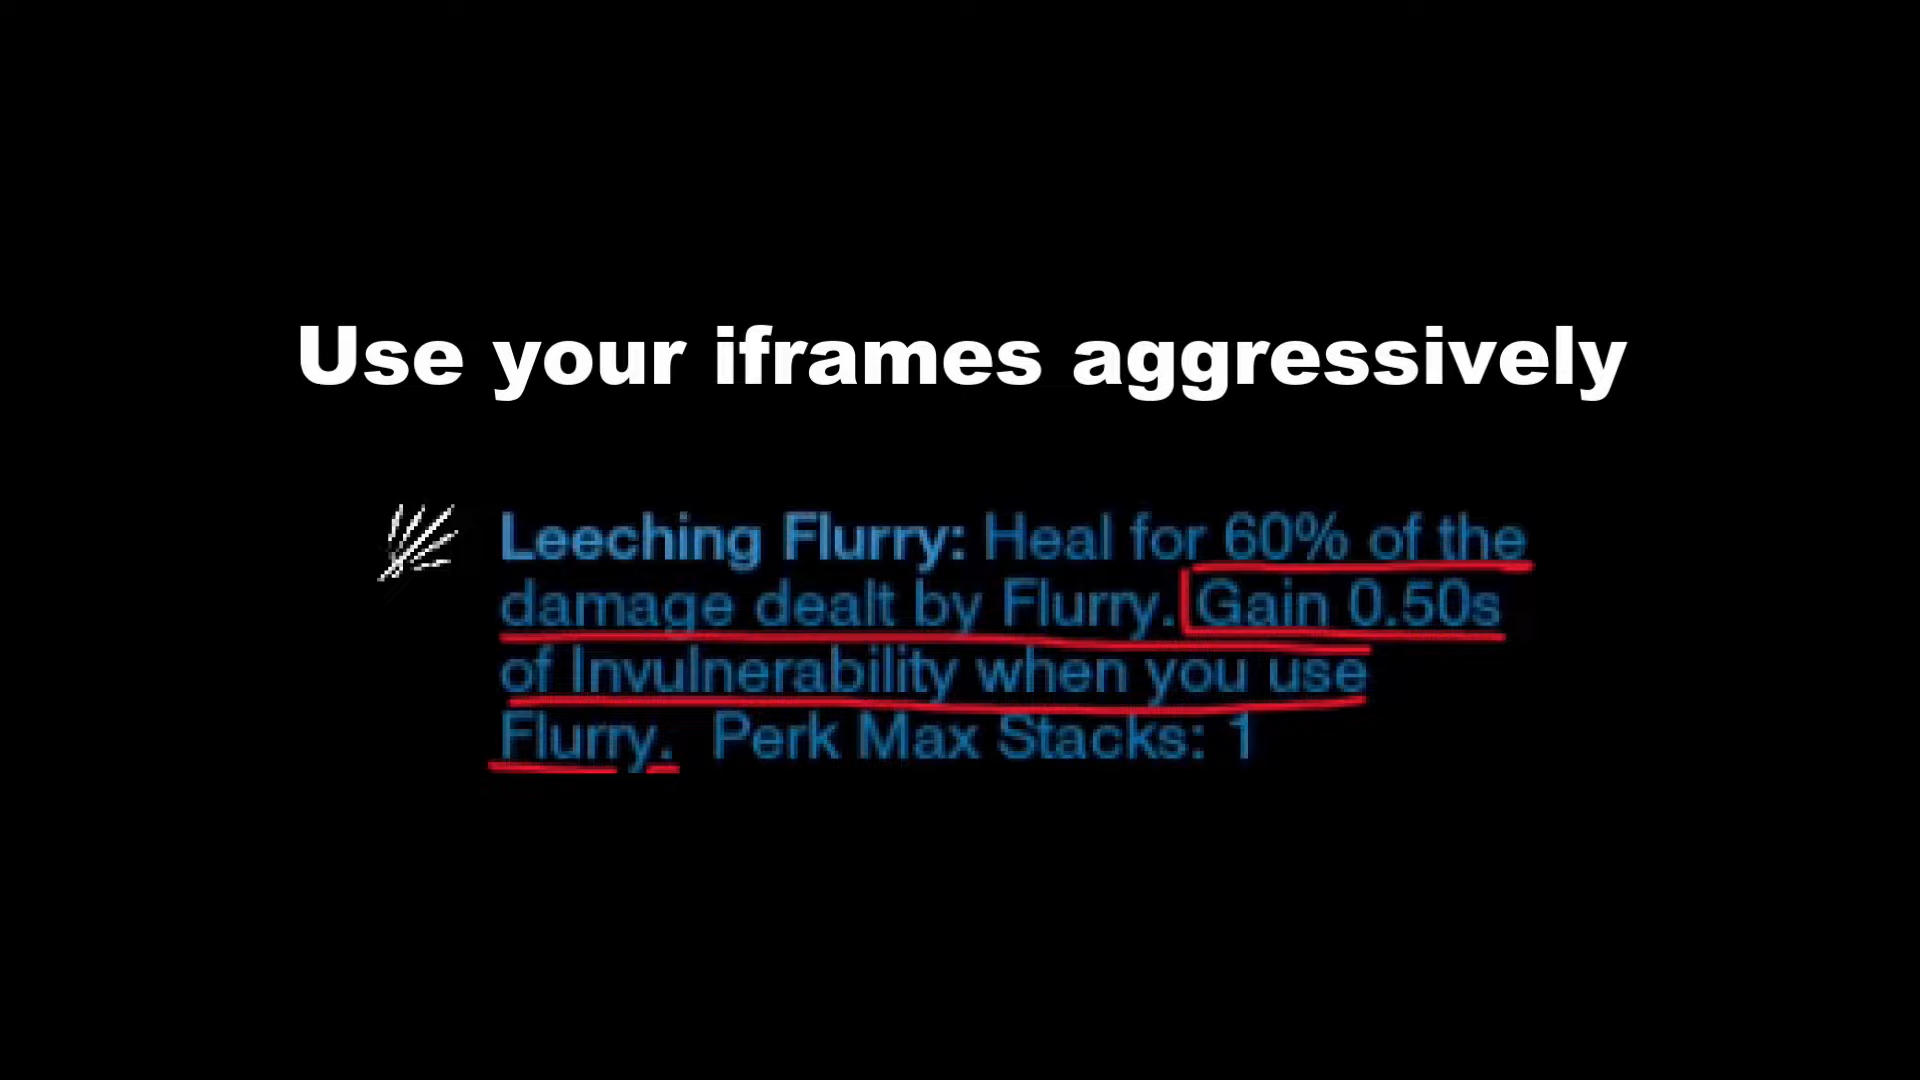 Use your iframes aggressively
Leeching Flurry: Heal for 60% of the
damage dealt by Flurry. Gain 0.50s
of Invulnerability when you use
Flurry. Perk Max Stacks: 1